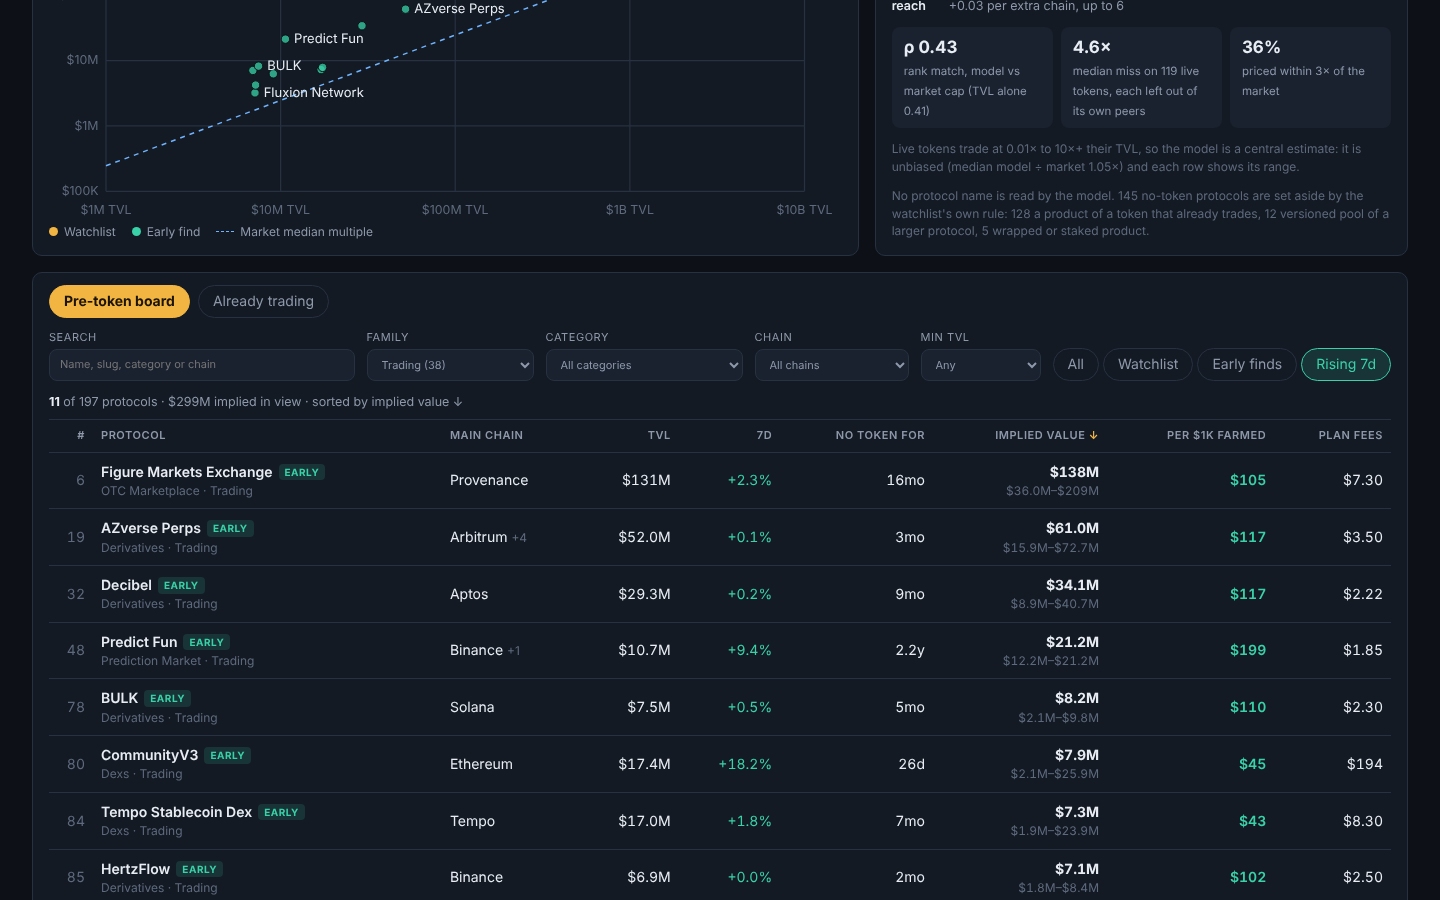 AZverse Perps
Predict Fun
$10M
BULK
Fluxion Network
$1M
$100K
$1M TVL
$10M TVL
$100M TVL
$1B TVL
$10B TVL
Watchlist
Early find
Market median multiple
reach
+0.03 per extra chain, up to 6
ρ 0.43
rank match, model vs
market cap (TVL alone
0.41)
4.6×
median miss on 119 live
tokens, each left out of
its own peers
36%
priced within 3× of the
market
Live tokens trade at 0.01× to 10×+ their TVL, so the model is a central estimate: it is
unbiased (median model ÷ market 1.05×) and each row shows its range.
No protocol name is read by the model. 145 no-token protocols are set aside by the
watchlist's own rule: 128 a product of a token that already trades, 12 versioned pool of a
larger protocol, 5 wrapped or staked product.
Pre-token board
Already trading
SEARCH
FAMILY
CATEGORY
CHAIN
MIN TVL
Name, slug, category or chain
Trading (38)
All categories
All chains
Any
All
Watchlist
Early finds
Rising 7d
11 of 197 protocols · $299M implied in view · sorted by implied value ↓
# PROTOCOL MAIN CHAIN TVL 7D NO TOKEN FOR IMPLIED VALUE ↓ PER $1K FARMED PLAN FEES
6 Figure Markets Exchange EARLY Provenance $131M +2.3% 16mo $138M $105 $7.30
OTC Marketplace · Trading $36.0M–$209M
19 AZverse Perps EARLY Arbitrum +4 $52.0M +0.1% 3mo $61.0M $117 $3.50
Derivatives · Trading $15.9M–$72.7M
32 Decibel EARLY Aptos $29.3M +0.2% 9mo $34.1M $117 $2.22
Derivatives · Trading $8.9M–$40.7M
48 Predict Fun EARLY Binance +1 $10.7M +9.4% 2.2y $21.2M $199 $1.85
Prediction Market · Trading $12.2M–$21.2M
78 BULK EARLY Solana $7.5M +0.5% 5mo $8.2M $110 $2.30
Derivatives · Trading $2.1M–$9.8M
80 CommunityV3 EARLY Ethereum $17.4M +18.2% 26d $7.9M $45 $194
Dexs · Trading $2.1M–$25.9M
84 Tempo Stablecoin Dex EARLY Tempo $17.0M +1.8% 7mo $7.3M $43 $8.30
Dexs · Trading $1.9M–$23.9M
85 HertzFlow EARLY Binance $6.9M +0.0% 2mo $7.1M $102 $2.50
Derivatives · Trading $1.8M–$8.4M